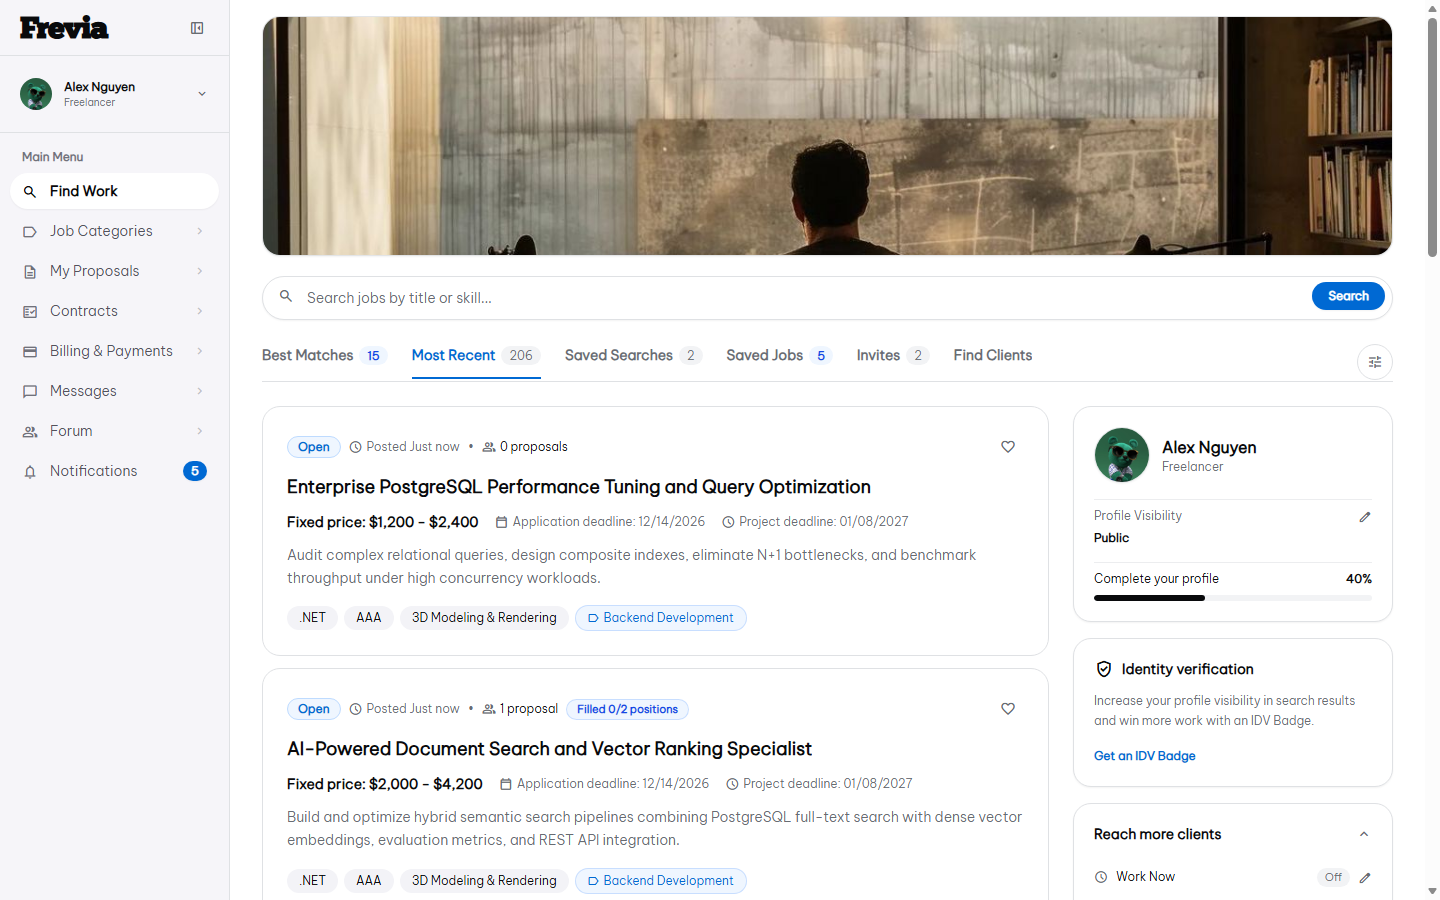 Frevia
Alex Nguyen
Freelancer
Main Menu
Find Work
Job Categories
My Proposals
Contracts
Billing & Payments
Messages
Forum
Notifications 5
Search jobs by title or skill...
Search
Best Matches 15 Most Recent 206 Saved Searches 2 Saved Jobs 5 Invites 2 Find Clients
Open Posted Just now • 0 proposals
Enterprise PostgreSQL Performance Tuning and Query Optimization
Fixed price: $1,200 - $2,400 Application deadline: 12/14/2026 Project deadline: 01/08/2027
Audit complex relational queries, design composite indexes, eliminate N+1 bottlenecks, and benchmark
throughput under high concurrency workloads.
.NET AAA 3D Modeling & Rendering Backend Development
Open Posted Just now • 1 proposal Filled 0/2 positions
AI-Powered Document Search and Vector Ranking Specialist
Fixed price: $2,000 - $4,200 Application deadline: 12/14/2026 Project deadline: 01/08/2027
Build and optimize hybrid semantic search pipelines combining PostgreSQL full-text search with dense vector
embeddings, evaluation metrics, and REST API integration.
.NET AAA 3D Modeling & Rendering Backend Development
Alex Nguyen
Freelancer
Profile Visibility
Public
Complete your profile 40%
Identity verification
Increase your profile visibility in search results
and win more work with an IDV Badge.
Get an IDV Badge
Reach more clients
Work Now Off